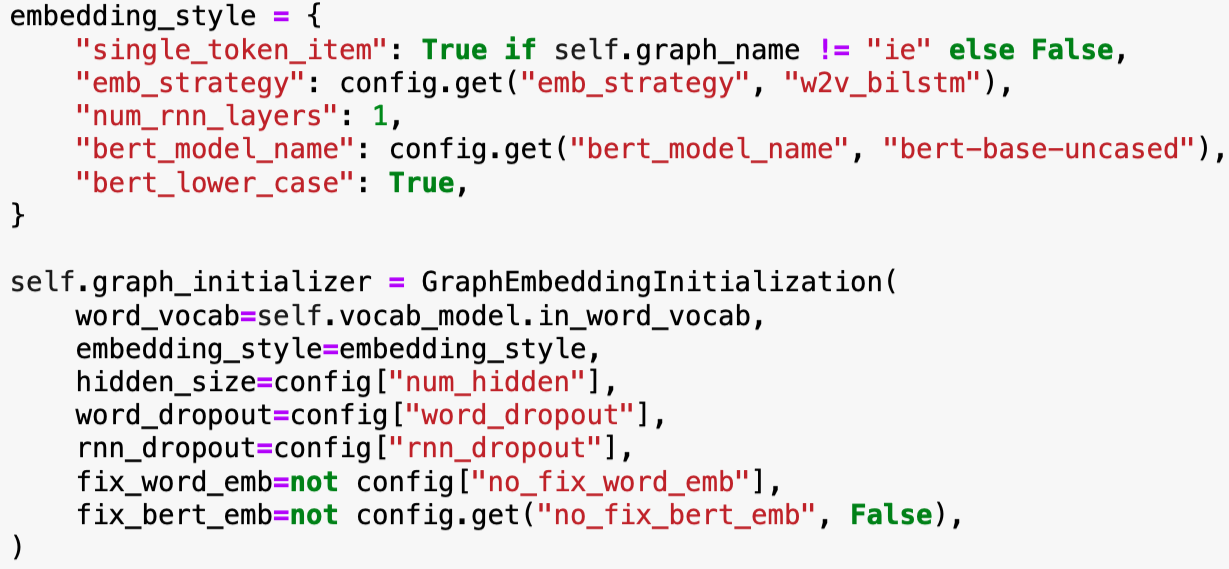 embedding_style = {
    "single_token_item": True if self.graph_name != "ie" else False,
    "emb_strategy": config.get("emb_strategy", "w2v_bilstm"),
    "num_rnn_layers": 1,
    "bert_model_name": config.get("bert_model_name", "bert-base-uncased"),
    "bert_lower_case": True,
}

self.graph_initializer = GraphEmbeddingInitialization(
    word_vocab=self.vocab_model.in_word_vocab,
    embedding_style=embedding_style,
    hidden_size=config["num_hidden"],
    word_dropout=config["word_dropout"],
    rnn_dropout=config["rnn_dropout"],
    fix_word_emb=not config["no_fix_word_emb"],
    fix_bert_emb=not config.get("no_fix_bert_emb", False),
)